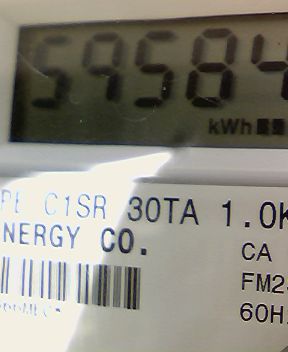 59584
kWh
PE C1SR 30TA 1.0K
NERGY CO.
CA
FM2
60H